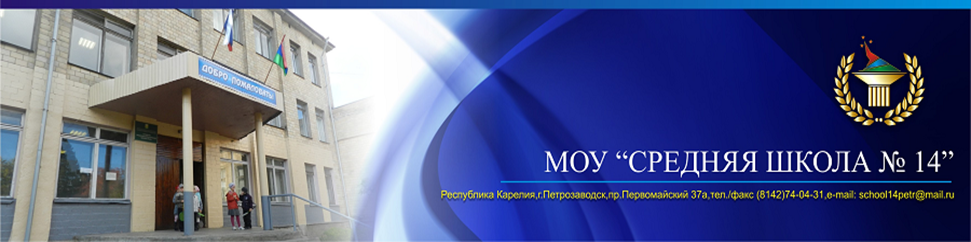 ДОБРО ПОЖАЛОВАТЬ!
МОУ “СРЕДНЯЯ ШКОЛА № 14”
Республика Карелия,г.Петрозаводск,пр.Первомайский 37а,тел./факс (8142)74-04-31,e-mail: school14petr@mail.ru